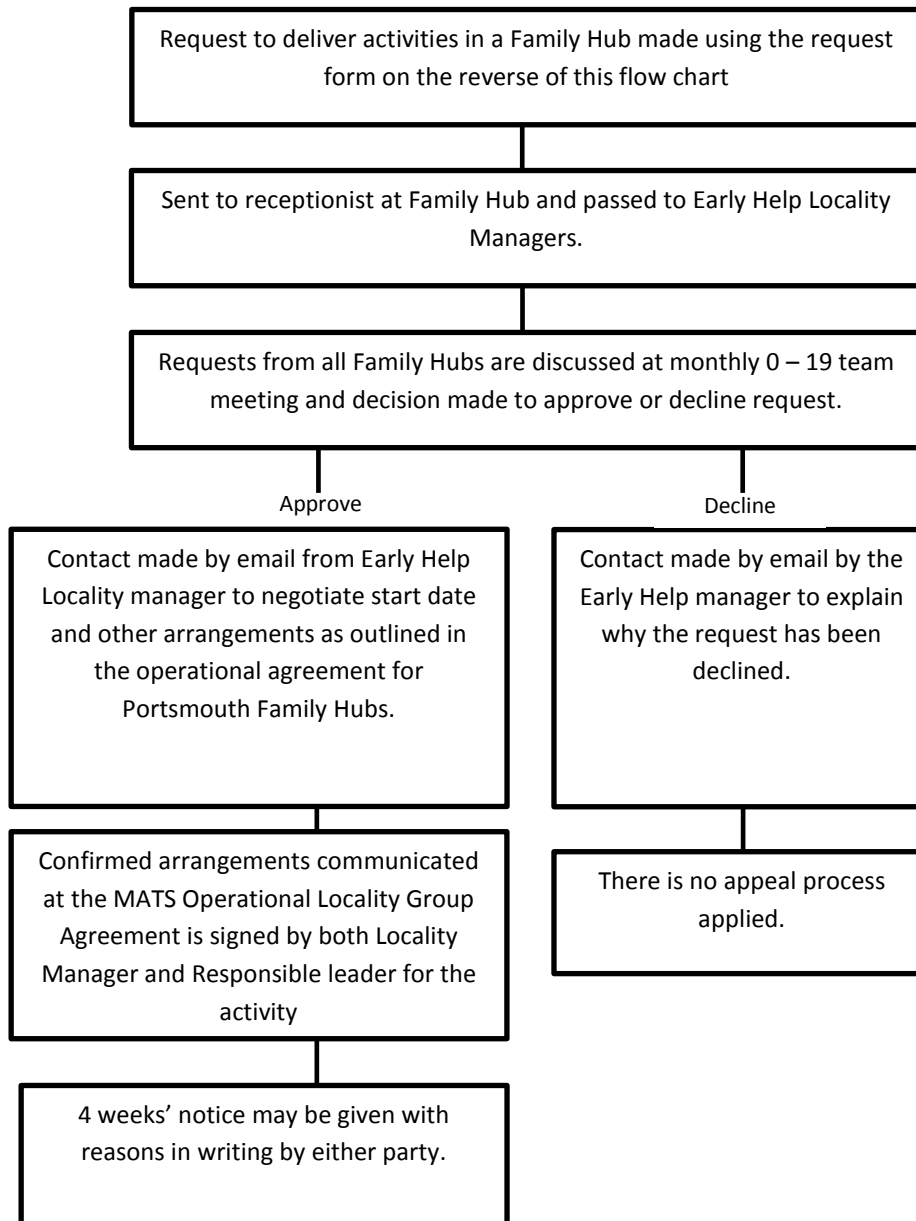 Request to deliver activities in a Family Hub made using the request
form on the reverse of this flow chart
Sent to receptionist at Family Hub and passed to Early Help Locality
Managers.
Requests from all Family Hubs are discussed at monthly 0 – 19 team
meeting and decision made to approve or decline request.
Approve
Contact made by email from Early Help
Locality manager to negotiate start date
and other arrangements as outlined in
the operational agreement for
Portsmouth Family Hubs.
Confirmed arrangements communicated
at the MATS Operational Locality Group
Agreement is signed by both Locality
Manager and Responsible leader for the
activity
4 weeks’ notice may be given with
reasons in writing by either party.
Decline
Contact made by email by the
Early Help manager to explain
why the request has been
declined.
There is no appeal process
applied.